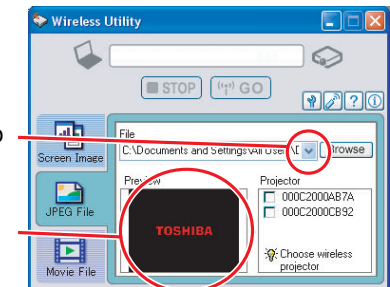 Wireless Utility
STOP
GO
Screen Image
File
C:\Documents and Settings\All Users\D
Browse
JPEG File
Preview
TOSHIBA
Projector
000C2000AB7A
000C2000CB92
Choose wireless
projector
Movie File